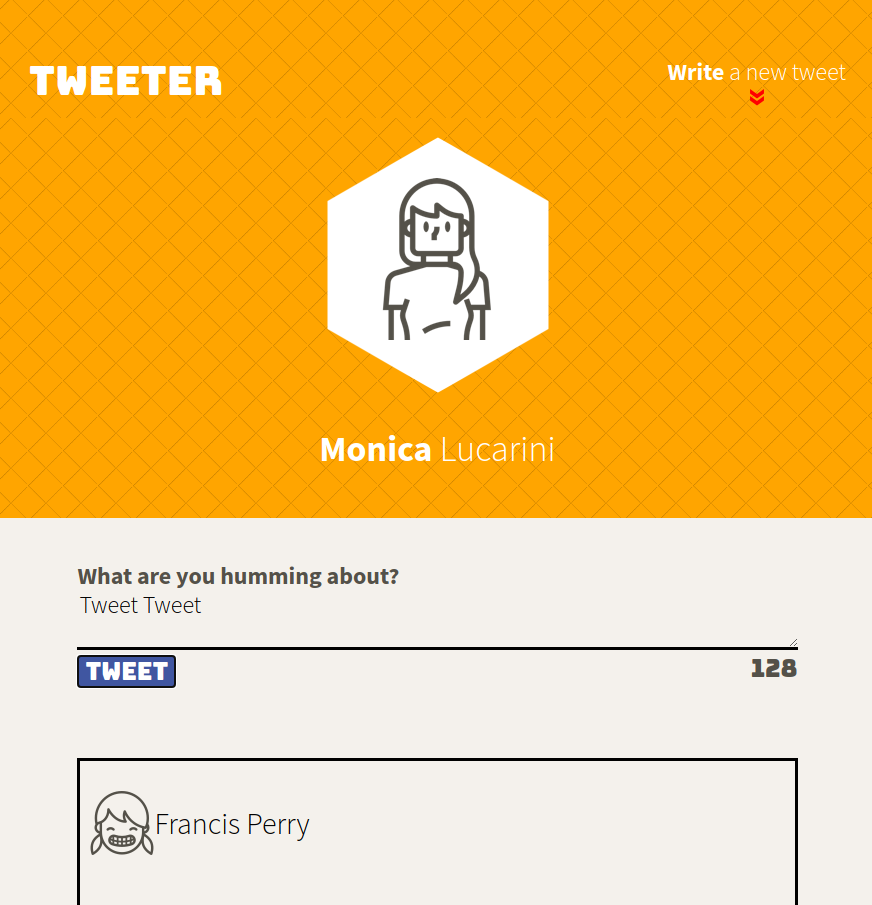 TWEETER
Write a new tweet
Monica Lucarini
What are you humming about?
Tweet Tweet
TWEET
128
Francis Perry